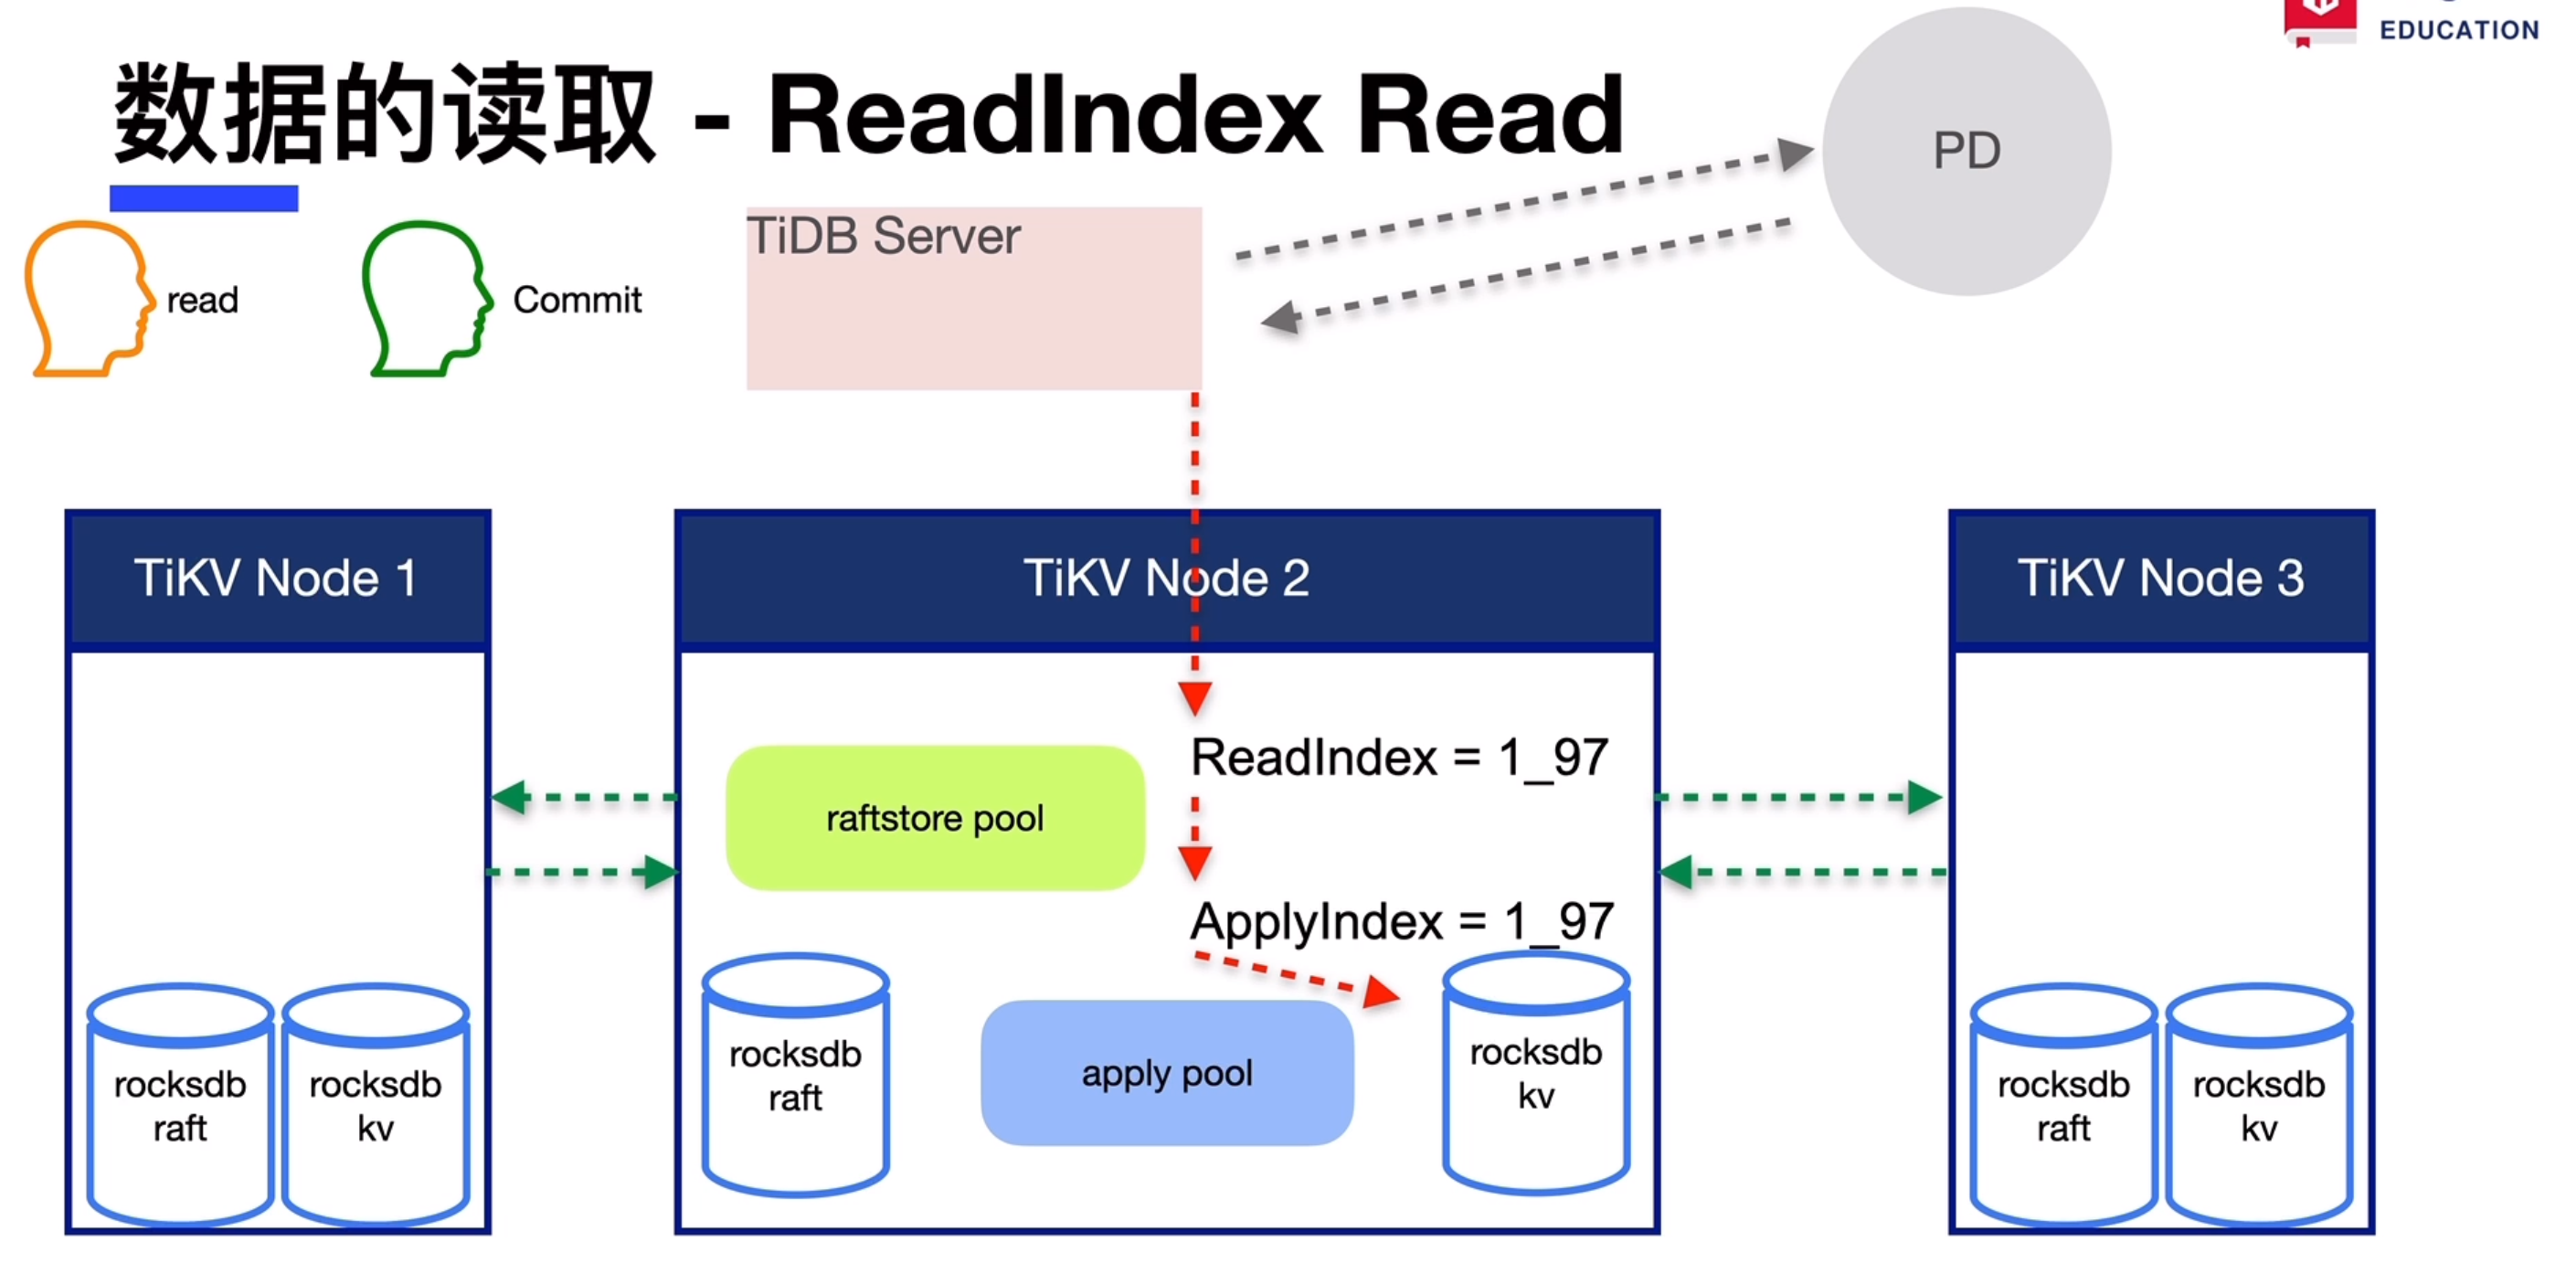 EDUCATION
数据的读取 - ReadIndex Read
PD
TiDB Server
read
Commit
TiKV Node 1
TiKV Node 2
TiKV Node 3
ReadIndex = 1_97
raftstore pool
ApplyIndex = 1_97
rocksdb
raft
rocksdb
kv
rocksdb
raft
apply pool
rocksdb
kv
rocksdb
raft
rocksdb
kv